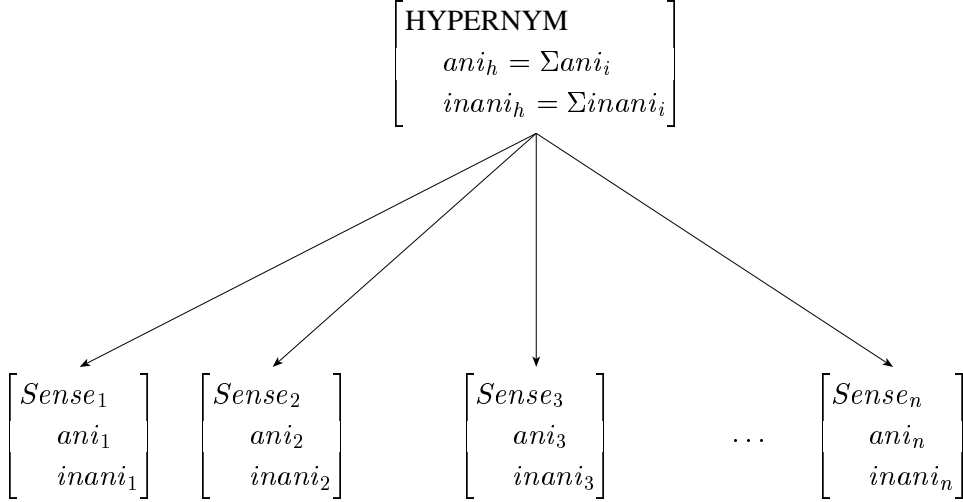 HYPERNYM
ani_h = Σani_i
inani_h = Σinani_i
Sense_1 Sense_2 Sense_3 Sense_n
ani_1 ani_2 ani_3 ... ani_n
inani_1 inani_2 inani_3 inani_n